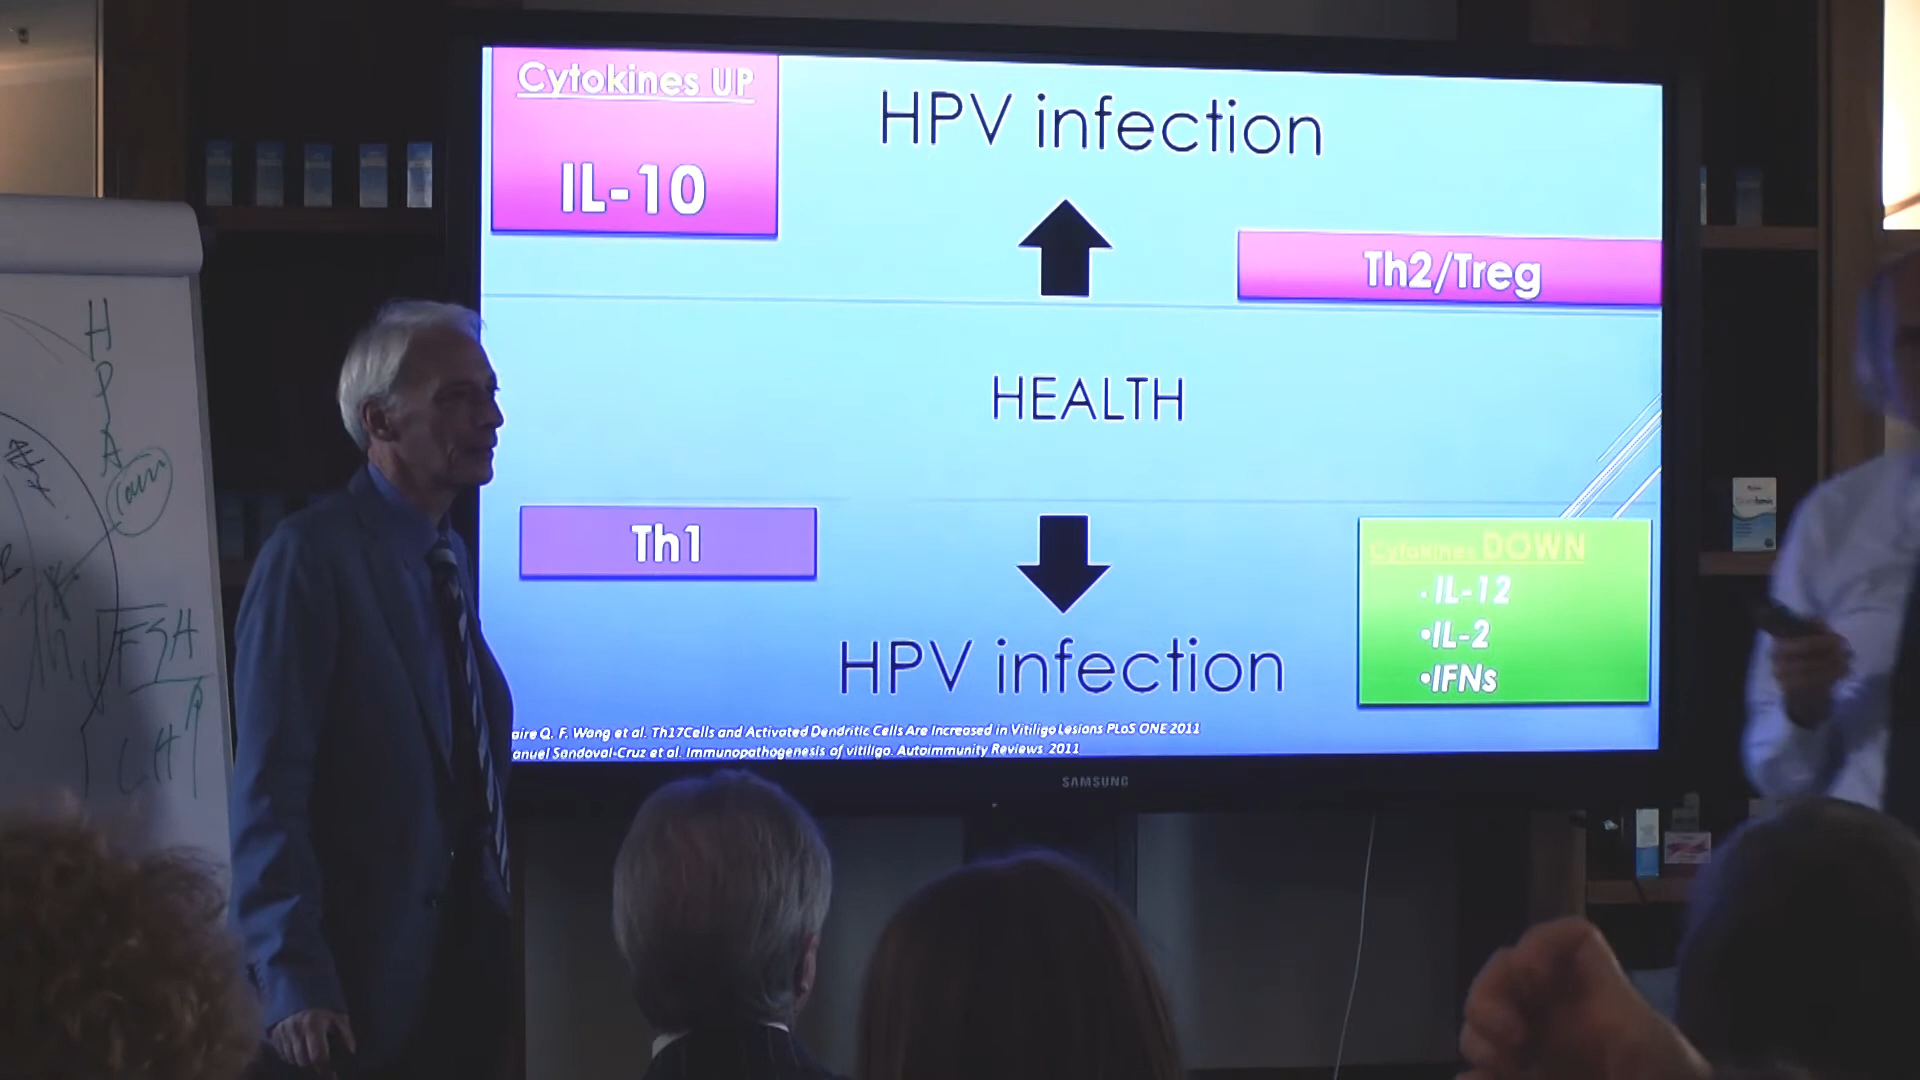 Cytokines UP
IL-10
HPV infection
Th2/Treg
HEALTH
Th1
Cytokines DOWN
· IL-12
•IL-2
•IFNs
HPV infection
aire Q. F. Wang et al. Th17Cells and Activated Dendritic Cells Are Increased in Vitiligo Lesions PLoS ONE 2011
anuel Sandoval-Cruz et al. Immunopathogenesis of vitiligo. Autoimmunity Reviews 2011
SAMSUNG
H
P
A
FSH
LH